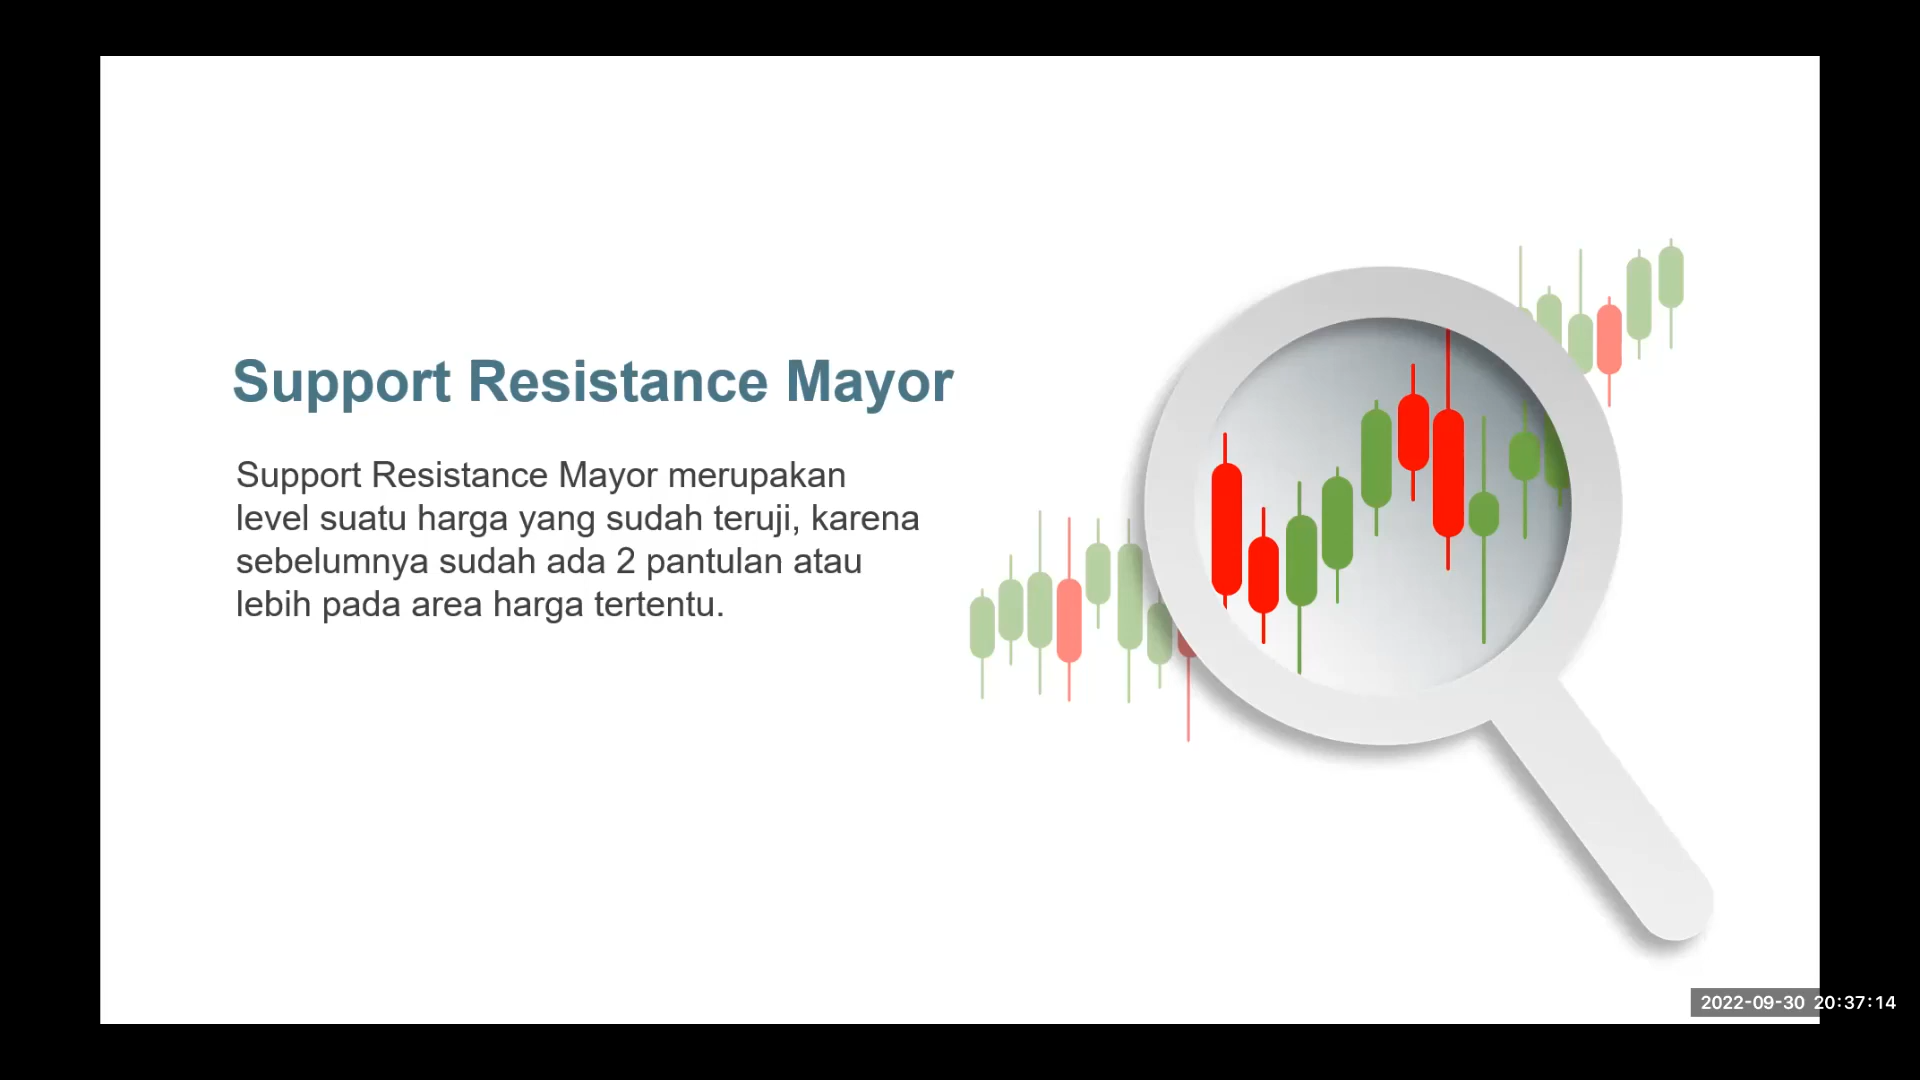 Support Resistance Mayor
Support Resistance Mayor merupakan
level suatu harga yang sudah teruji, karena
sebelumnya sudah ada 2 pantulan atau
lebih pada area harga tertentu.
2022-09-30 20:37:14